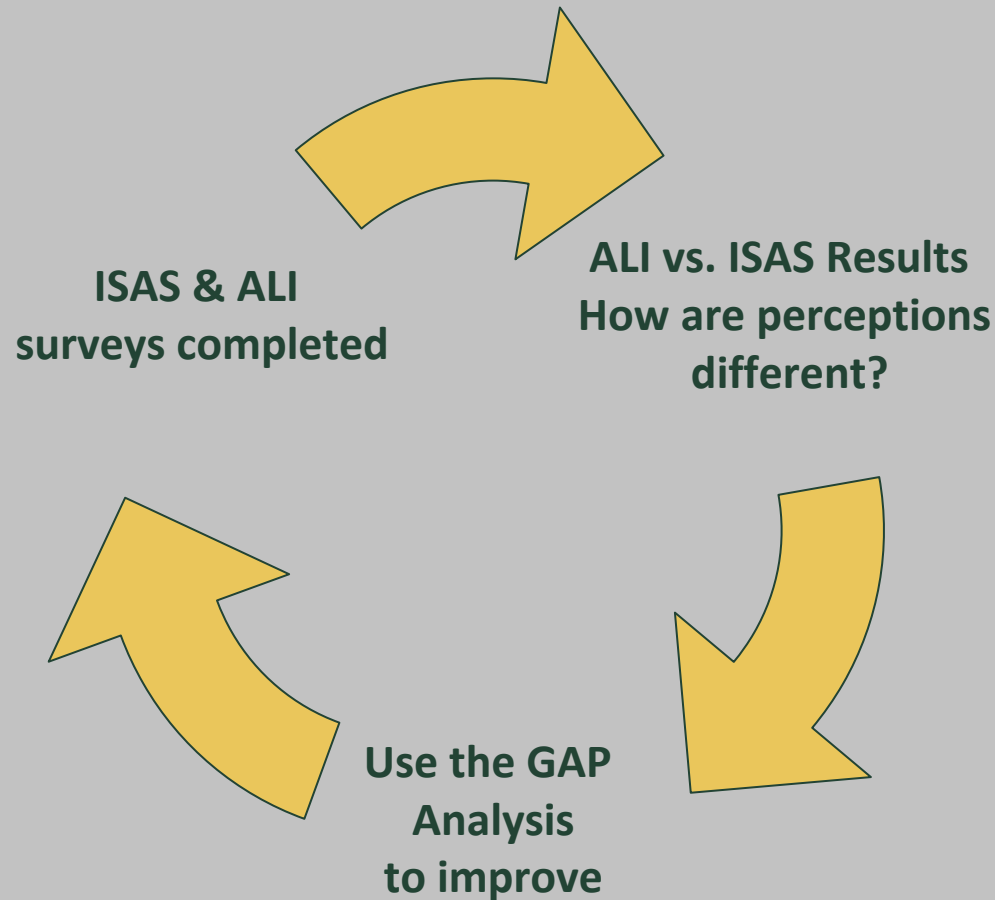 ISAS & ALI
surveys completed
ALI vs. ISAS Results
How are perceptions
different?
Use the GAP
Analysis
to improve